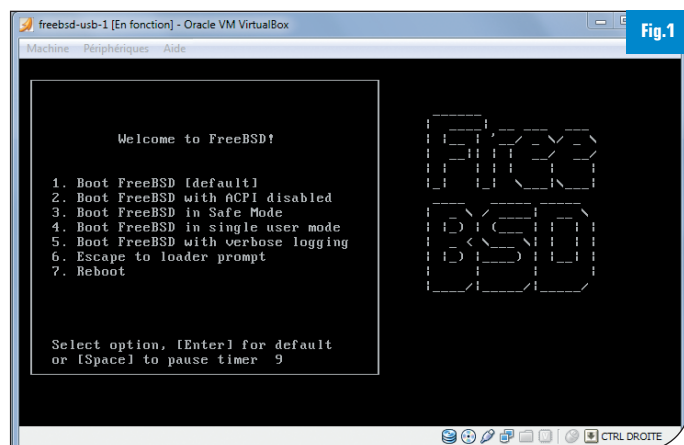 freebsd-usb-1 [En fonction] - Oracle VM VirtualBox
Fig.1
Machine Périphériques Aide
Welcome to FreeBSD!
1. Boot FreeBSD [default]
2. Boot FreeBSD with ACPI disabled
3. Boot FreeBSD in Safe Mode
4. Boot FreeBSD in single user mode
5. Boot FreeBSD with verbose logging
6. Escape to loader prompt
7. Reboot
Select option, [Enter] for default
or [Space] to pause timer 9
Free
BSD
CTRL DROITE